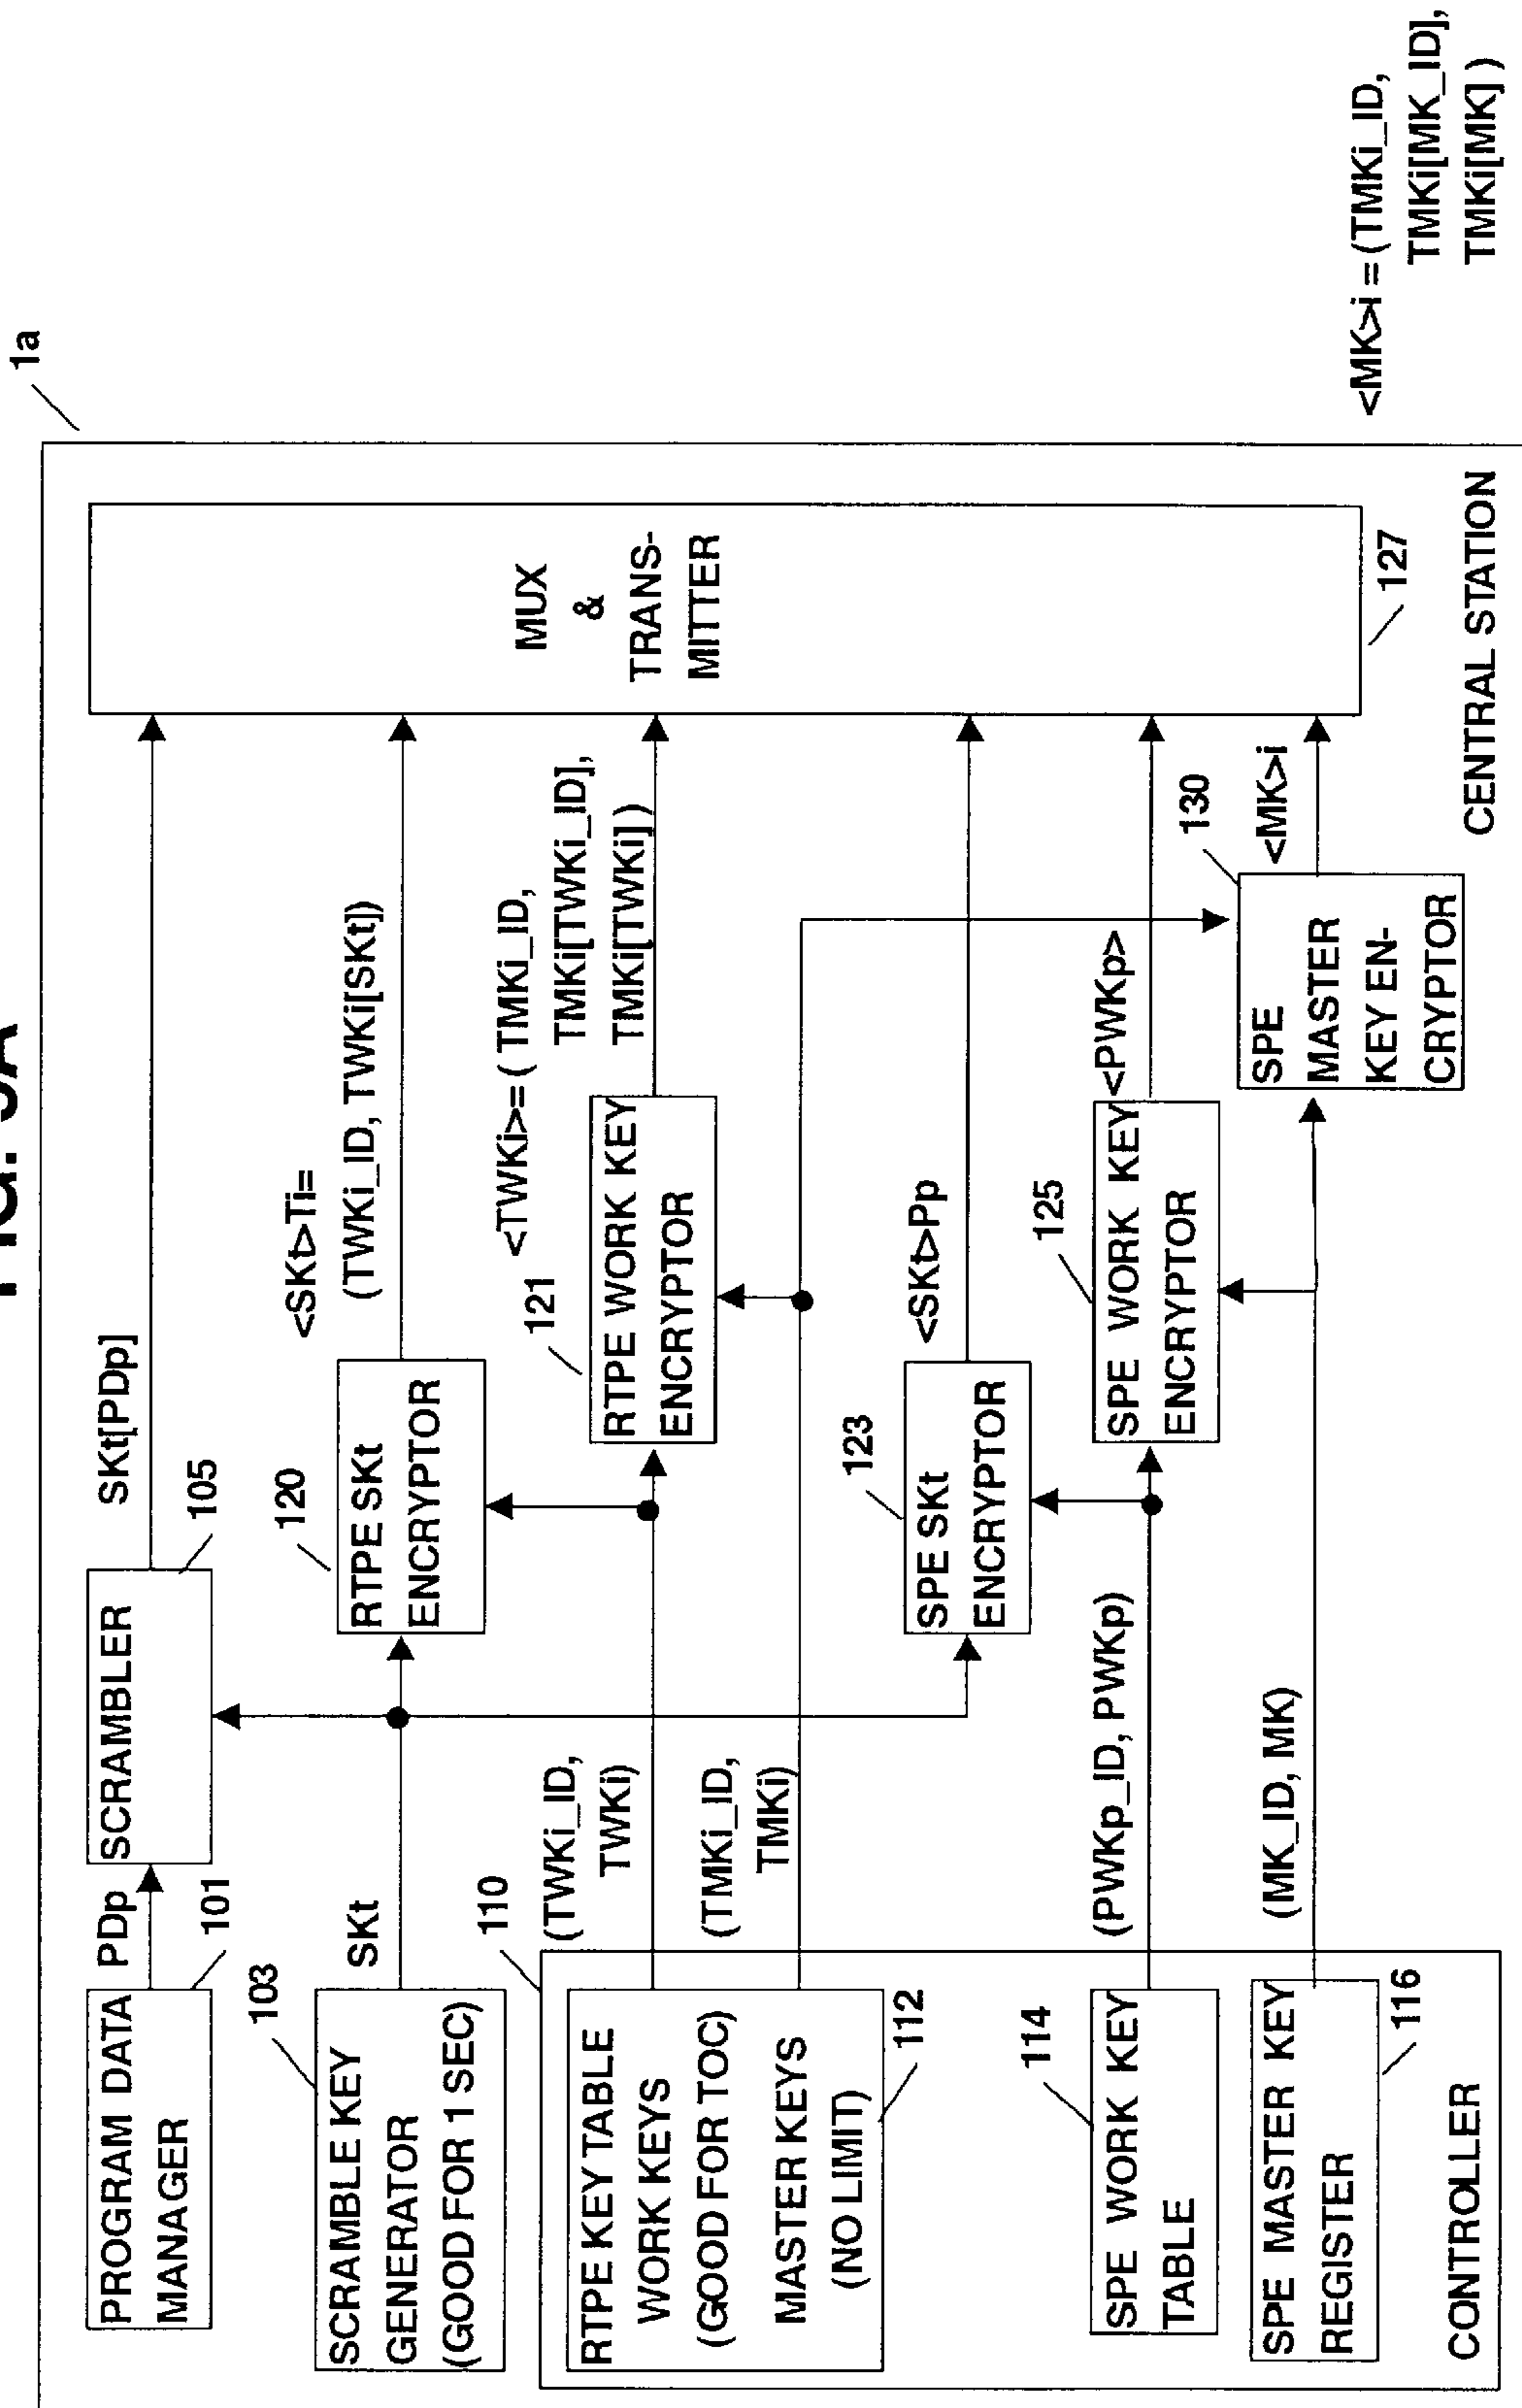 1a
PROGRAM DATA
MANAGER
101
PDp
SCRAMBLER
105
SKt[PDp]
103
SCRAMBLE KEY
GENERATOR
(GOOD FOR 1 SEC)
SKt
120
RTPE SKt
ENCRYPTOR
<SKt>Ti=
(TWKi_ID, TWKi[SKt])
110
RTPE KEY TABLE
WORK KEYS
(GOOD FOR TOC)
MASTER KEYS
(NO LIMIT)
112
(TWKi_ID,
TWKi)
(TMKi_ID,
TMKi)
121
RTPE WORK KEY
ENCRYPTOR
<TWKi>=( TMKi_ID,
TMKi[TWKi_ID],
TMKi[TWKi] )
123
SPE SKt
ENCRYPTOR
<SKt>Pp
114
SPE WORK KEY
TABLE
(PWKp_ID, PWKp)
125
SPE WORK KEY
ENCRYPTOR
<PWKp>
SPE MASTER KEY
REGISTER
116
(MK_ID, MK)
130
SPE
MASTER
KEY EN-
CRYPTOR
<MK>i
CONTROLLER
MUX
&
TRANS-
MITTER
127
CENTRAL STATION
<MK>i = (TMKi_ID,
TMKi[MK_ID],
TMKi[MK] )